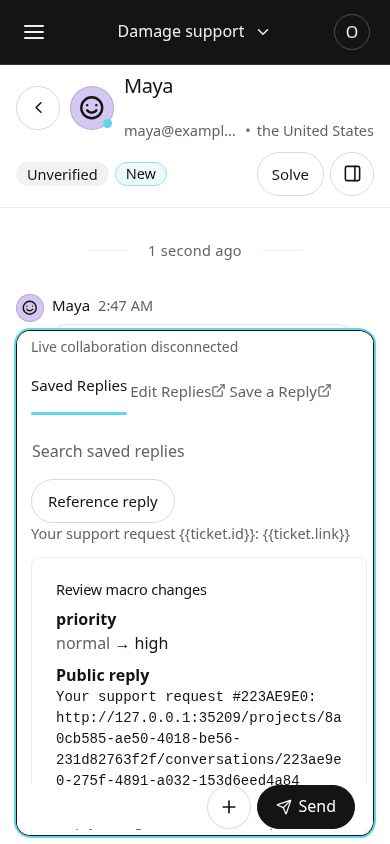 Damage support
O
Maya
maya@exampl... • the United States
Unverified
New
Solve
1 second ago
Maya 2:47 AM
Live collaboration disconnected
Saved Replies Edit Replies Save a Reply
Search saved replies
Reference reply
Your support request {{ticket.id}}: {{ticket.link}}
Review macro changes
priority
normal → high
Public reply
Your support request #223AE9E0:
http://127.0.0.1:35209/projects/8a
0cb585-ae50-4018-be56-
231d82763f2f/conversations/223ae9e
0-275f-4891-a032-153d6eed4a84
Send